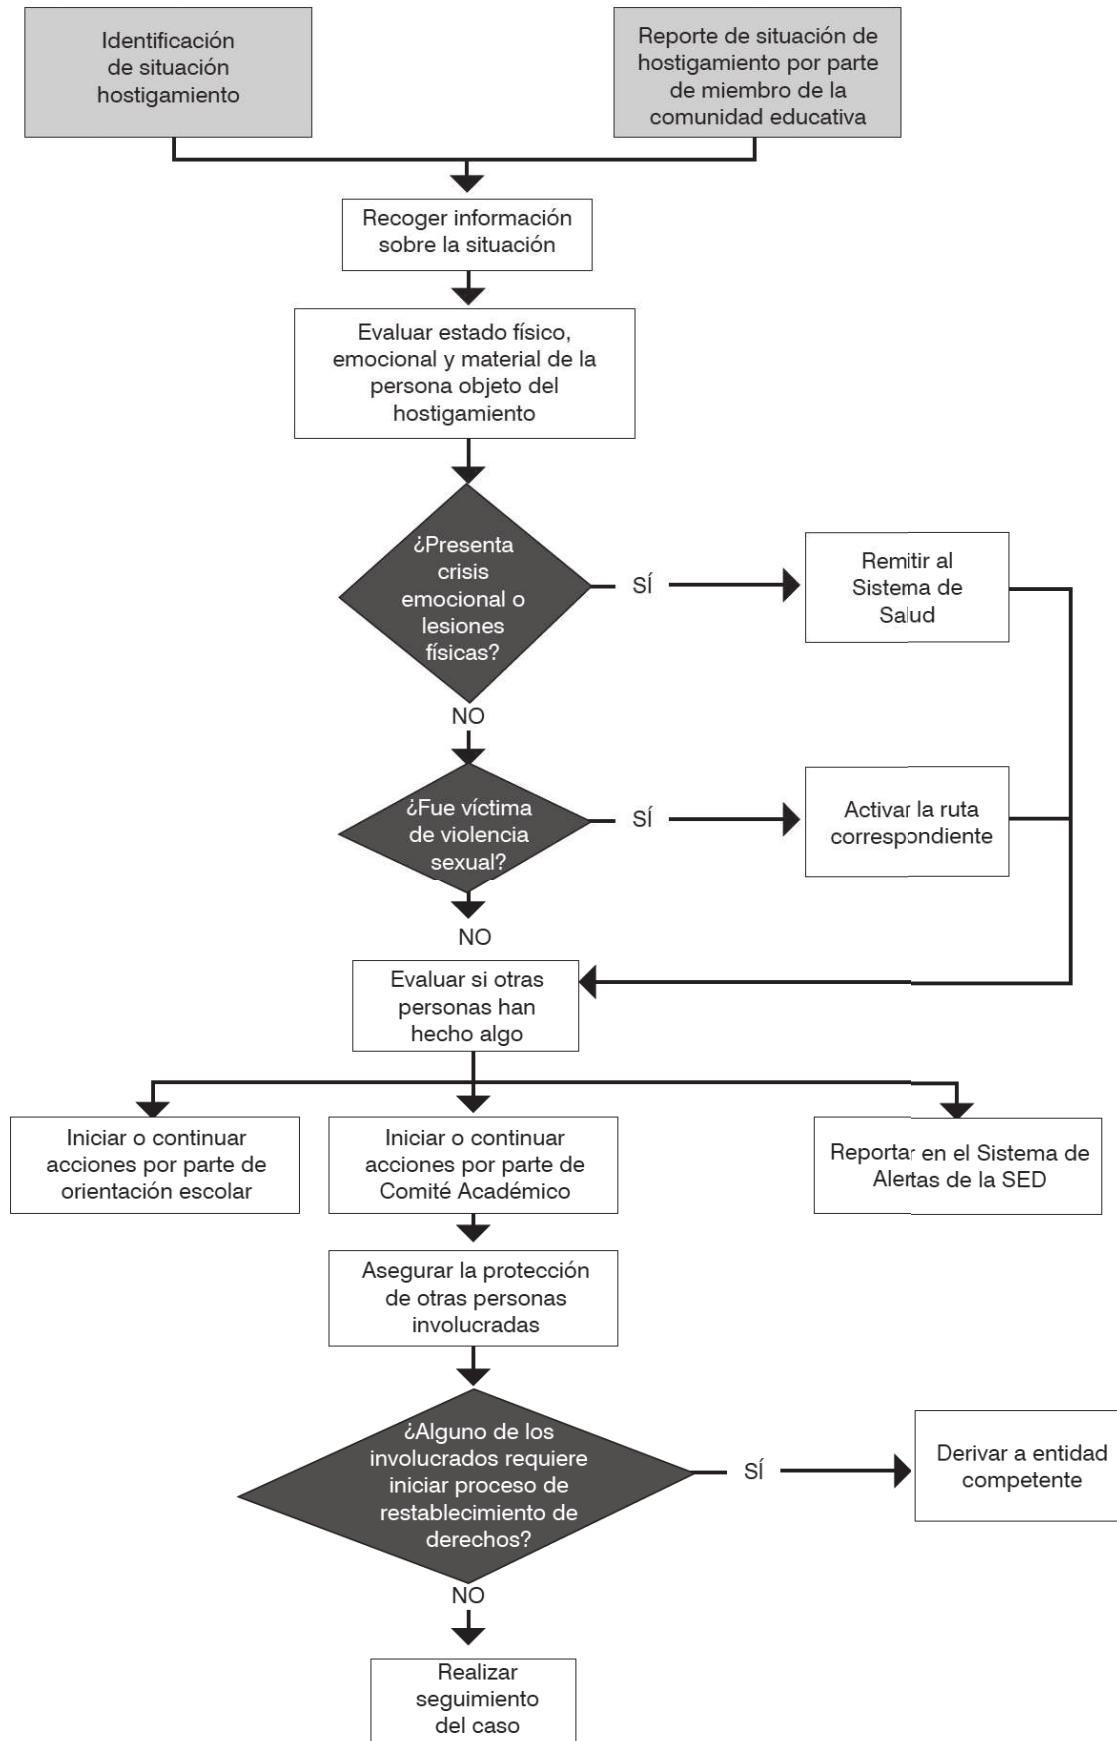 Identificación
de situación
hostigamiento
Reporte de situación de
hostigamiento por parte
de miembro de la
comunidad educativa
Recoger información
sobre la situación
Evaluar estado físico,
emocional y material de la
persona objeto del
hostigamiento
¿Presenta
crisis
emocional o
lesiones
físicas?
SÍ
Remitir al
Sistema de
Salud
NO
¿Fue víctima
de violencia
sexual?
SÍ
Activar la ruta
correspondiente
NO
Evaluar si otras
personas han
hecho algo
Iniciar o continuar
acciones por parte de
orientación escolar
Iniciar o continuar
acciones por parte de
Comité Académico
Reportar en el Sistema de
Alertas de la SED
Asegurar la protección
de otras personas
involucradas
¿Alguno de los
involucrados requiere
iniciar proceso de
restablecimiento de
derechos?
SÍ
Derivar a entidad
competente
NO
Realizar
seguimiento
del caso